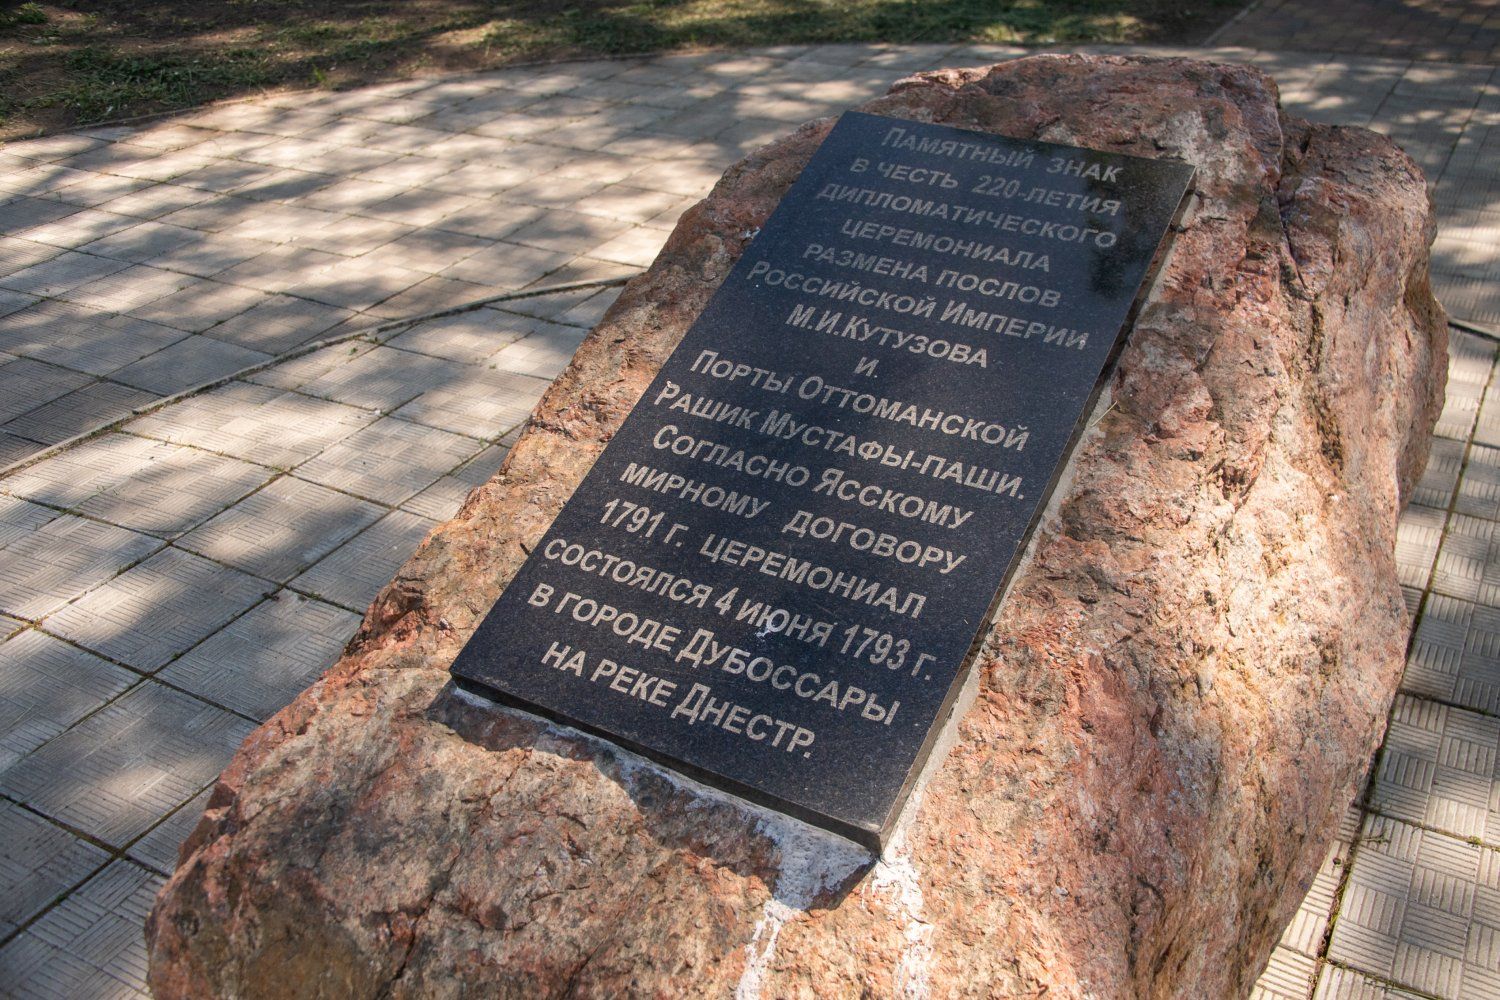 Памятный знак
в честь 220-летия
дипломатического
церемониала
размена послов
Российской Империи
М.И.Кутузова
и
Порты Оттоманской
Рашик Мустафы-паши.
Согласно Ясскому
мирному договору
1791 г. церемониал
состоялся 4 июня 1793 г.
в городе Дубоссары
на реке Днестр.